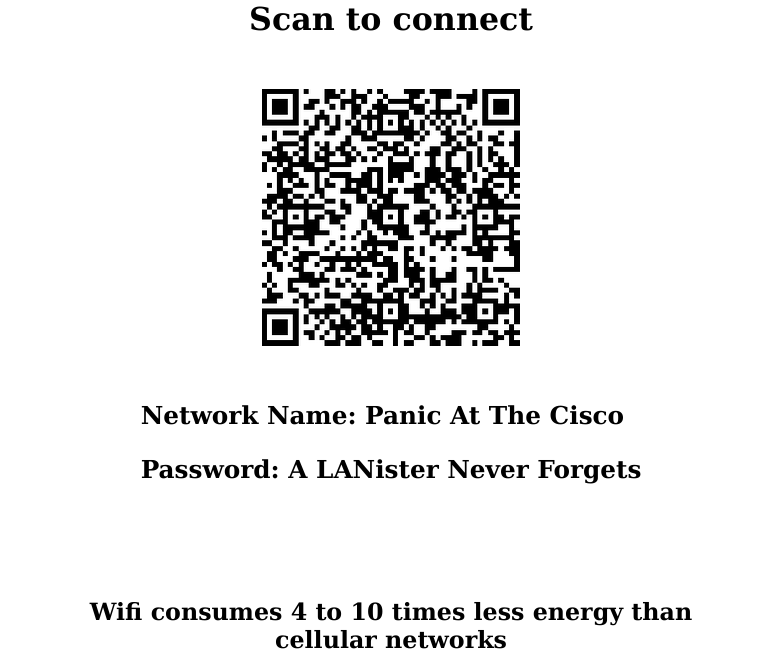 Scan to connect
Network Name: Panic At The Cisco
Password: A LANister Never Forgets
Wifi consumes 4 to 10 times less energy than
cellular networks